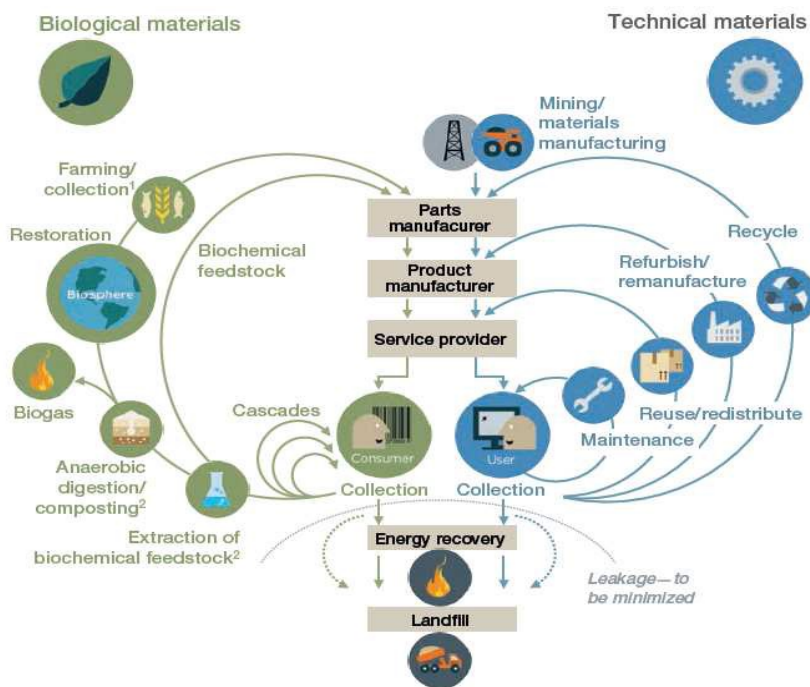 Biological materials
Technical materials
Mining/
materials
manufacturing
Farming/
collection¹
Parts
manufacurer
Restoration
Biochemical
feedstock
Recycle
Biosphere
Product
manufacturer
Refurbish/
remanufacture
Service provider
Biogas
Cascades
Reuse/redistribute
Maintenance
Consumer
User
Anaerobic
digestion/
composting²
Collection
Collection
Extraction of
biochemical feedstock²
Energy recovery
Leakage—to
be minimized
Landfill